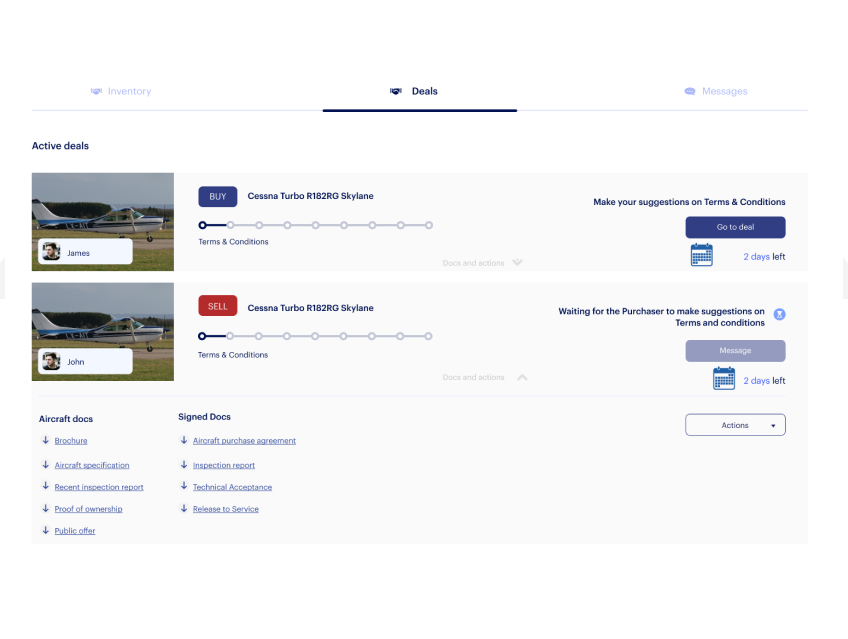 Inventory
Deals
Messages
Active deals
BUY
Cessna Turbo R182RG Skylane
Make your suggestions on Terms & Conditions
Go to deal
James
Terms & Conditions
Docs and actions
2 days left
SELL
Cessna Turbo R182RG Skylane
Waiting for the Purchaser to make suggestions on
Terms and conditions
Message
John
Terms & Conditions
Docs and actions
2 days left
Aircraft docs
Brochure
Aircraft specification
Recent inspection report
Proof of ownership
Public offer
Signed Docs
Aircraft purchase agreement
Inspection report
Technical Acceptance
Release to Service
Actions